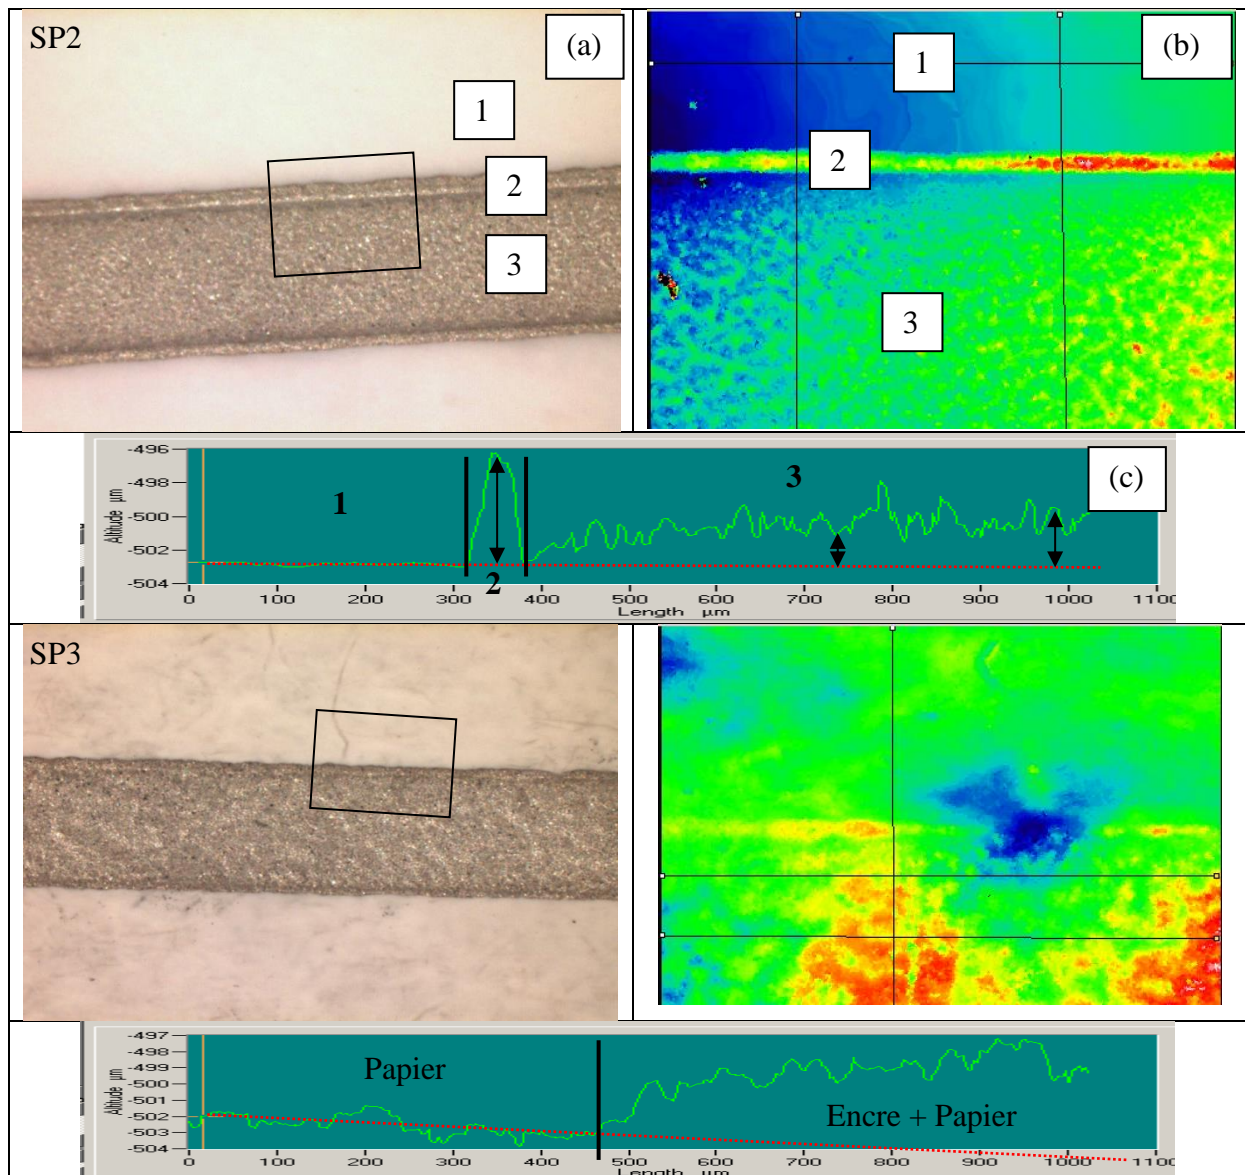 SP2
(a)
1
2
3
(b)
1
2
3
-496
-498
-500
-502
-504
Altitude µm
1
2
3
(c)
0 100 200 300 400 500 600 700 800 900 1000 1100
Length µm
SP3
-497
-498
-499
-500
-501
-502
-503
-504
Altitude µm
Papier
Encre + Papier
0 100 200 300 400 500 600 700 800 900 1000 1100
Length µm